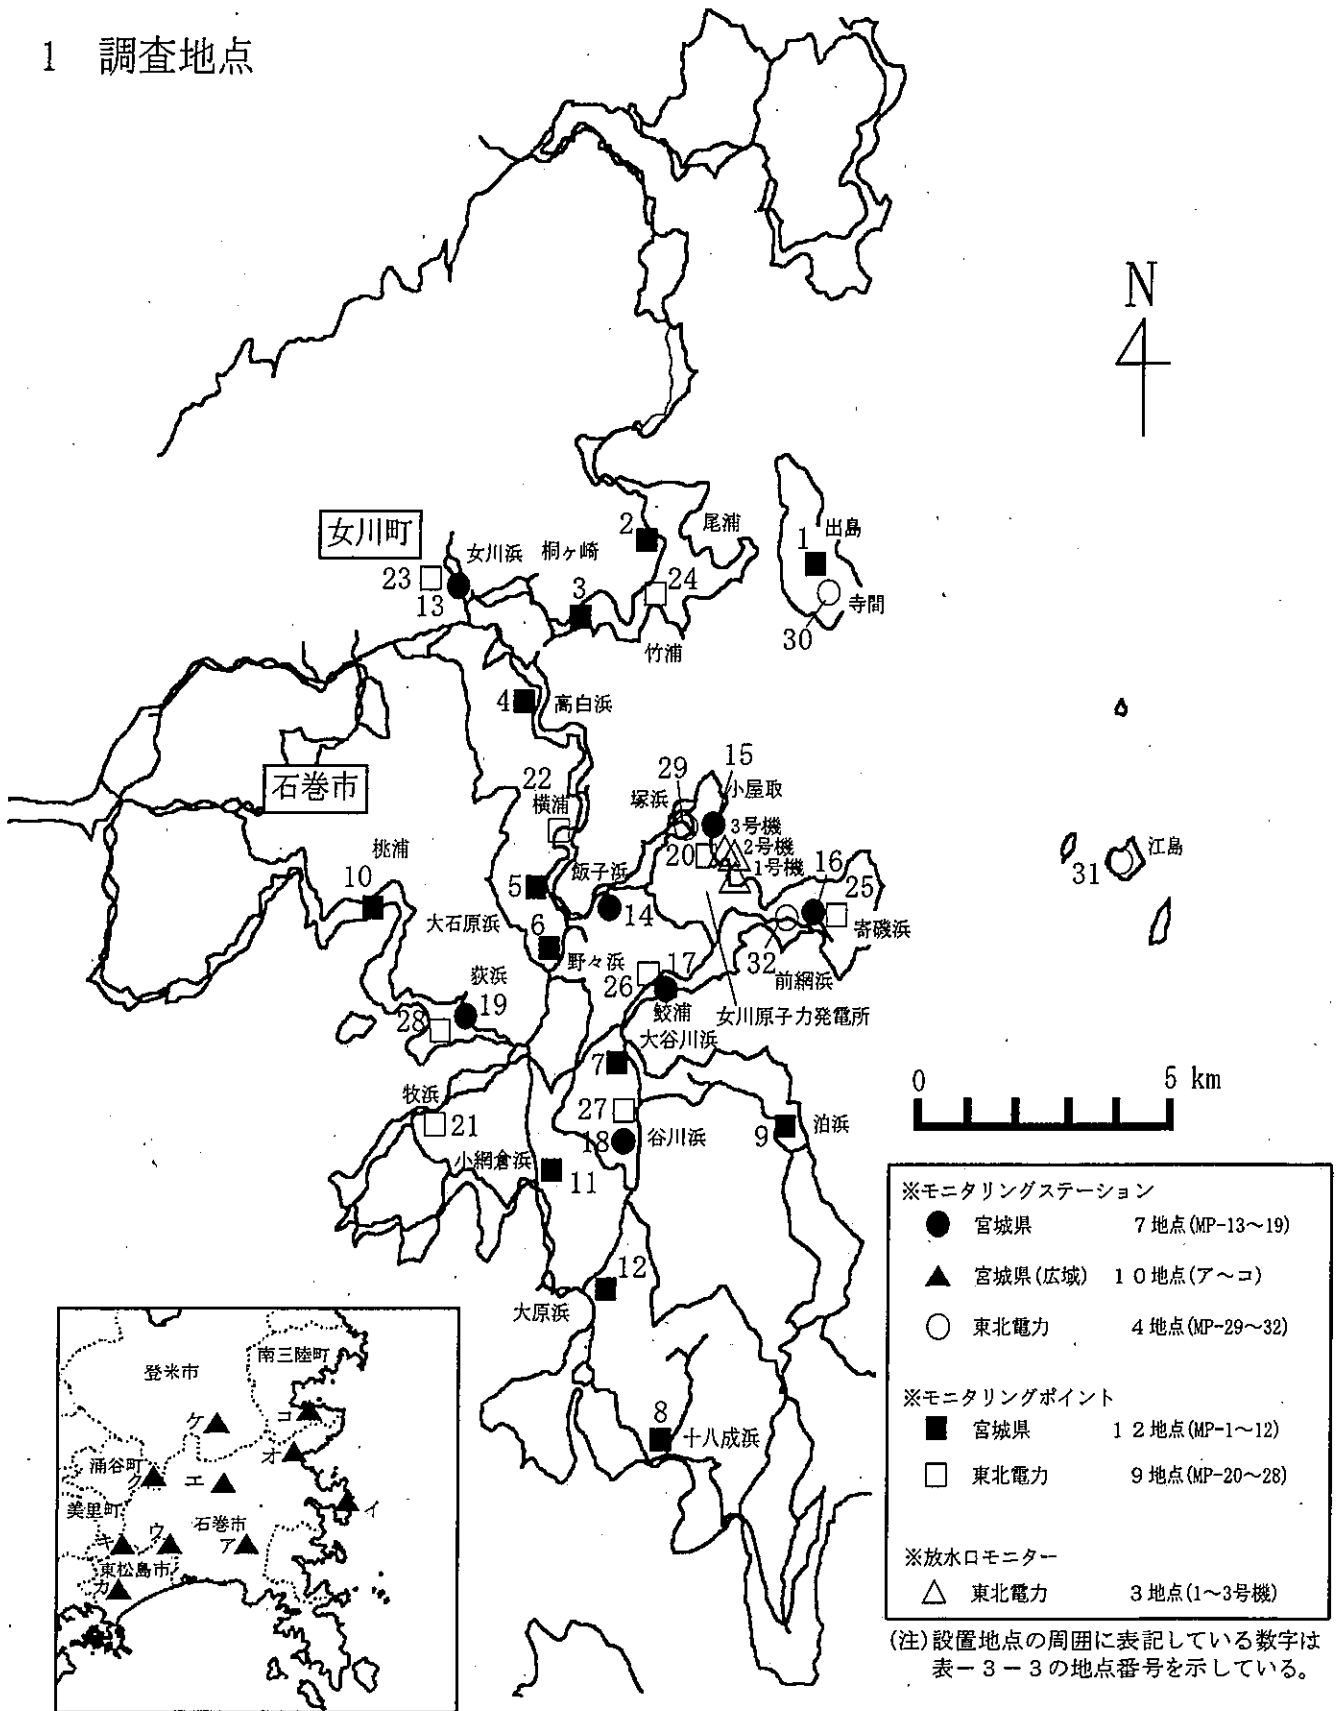 1 調査地点
N
女川町
女川浜
桐ヶ崎
2
尾浦
1
出島
23
13
3
24
寺間
30
竹浦
4
高白浜
石巻市
22
横浦
29
15
塚浜
小屋取
3号機
2号機
1号機
20
16
25
31
江島
桃浦
10
5
飯子浜
14
大石原浜
6
野々浜
寄磯浜
32
前網浜
荻浜
19
28
17
26
鮫浦
女川原子力発電所
大谷川浜
7
0
5 km
牧浜
21
27
18
谷川浜
9
泊浜
小網倉浜
11
12
大原浜
8
十八成浜
※モニタリングステーション
宮城県 7地点(MP-13～19)
宮城県(広域) 10地点(ア～コ)
東北電力 4地点(MP-29～32)
※モニタリングポイント
宮城県 12地点(MP-1～12)
東北電力 9地点(MP-20～28)
※放水口モニター
東北電力 3地点(1～3号機)
(注)設置地点の周囲に表記している数字は
表－3－3の地点番号を示している。
南三陸町
登米市
コ
ケ
オ
涌谷町
ク
エ
イ
美里町
石巻市
キ
ウ
ア
東松島市
カ